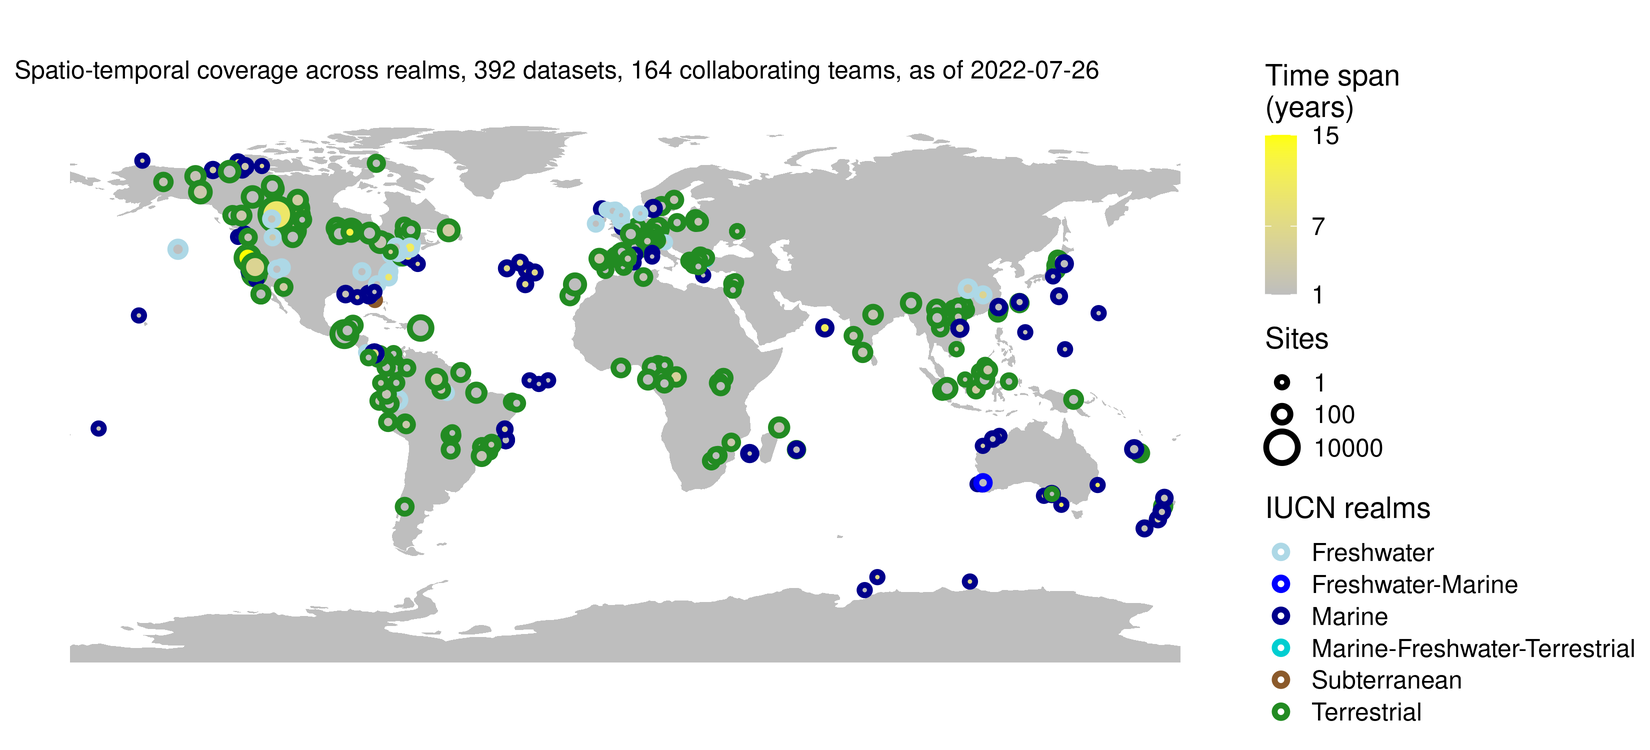 Spatio-temporal coverage across realms, 392 datasets, 164 collaborating teams, as of 2022-07-26
Time span
(years)
15
7
1
Sites
1
100
10000
IUCN realms
Freshwater
Freshwater-Marine
Marine
Marine-Freshwater-Terrestrial
Subterranean
Terrestrial